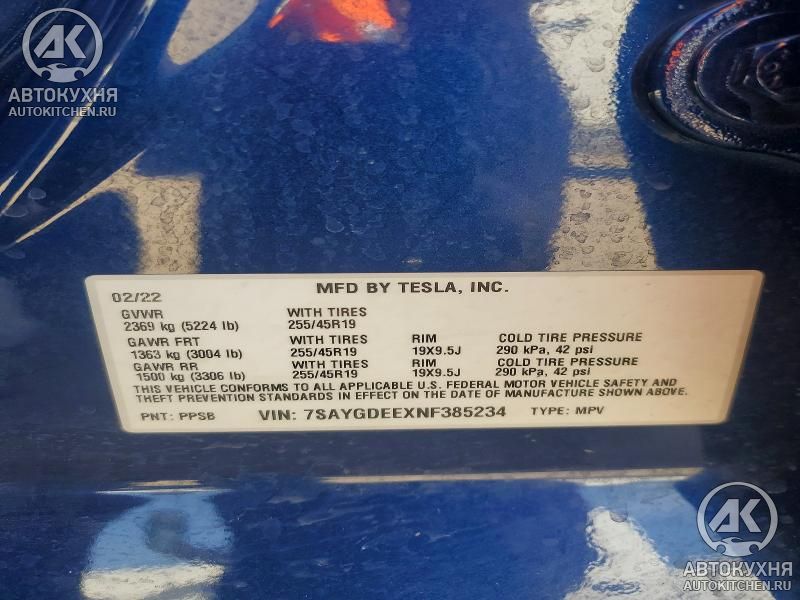 AK
АВТОКУХНЯ
AUTOKITCHEN.RU
02/22 MFD BY TESLA, INC.
GVWR WITH TIRES
2369 kg (5224 lb) 255/45R19
GAWR FRT WITH TIRES RIM COLD TIRE PRESSURE
1363 kg (3004 lb) 255/45R19 19X9.5J 290 kPa, 42 psi
GAWR RR WITH TIRES RIM COLD TIRE PRESSURE
1500 kg (3306 lb) 255/45R19 19X9.5J 290 kPa, 42 psi
THIS VEHICLE CONFORMS TO ALL APPLICABLE U.S. FEDERAL MOTOR VEHICLE SAFETY AND
THEFT PREVENTION STANDARDS IN EFFECT ON THE DATE OF MANUFACTURE SHOWN ABOVE.
PNT: PPSB VIN: 7SAYGDEEXNF385234 TYPE: MPV
AK
АВТОКУХНЯ
AUTOKITCHEN.RU